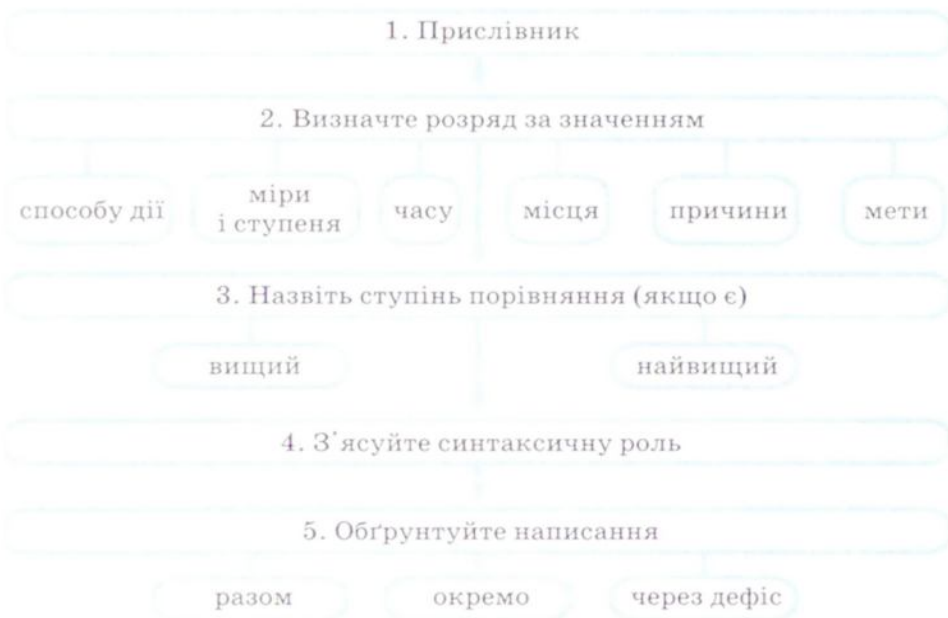 1. Прислівник
2. Визначте розряд за значенням
способу дії
міри
і ступеня
часу
місця
причини
мети
3. Назвіть ступінь порівняння (якщо є)
вищий
найвищий
4. З'ясуйте синтаксичну роль
5. Обґрунтуйте написання
разом
окремо
через дефіс